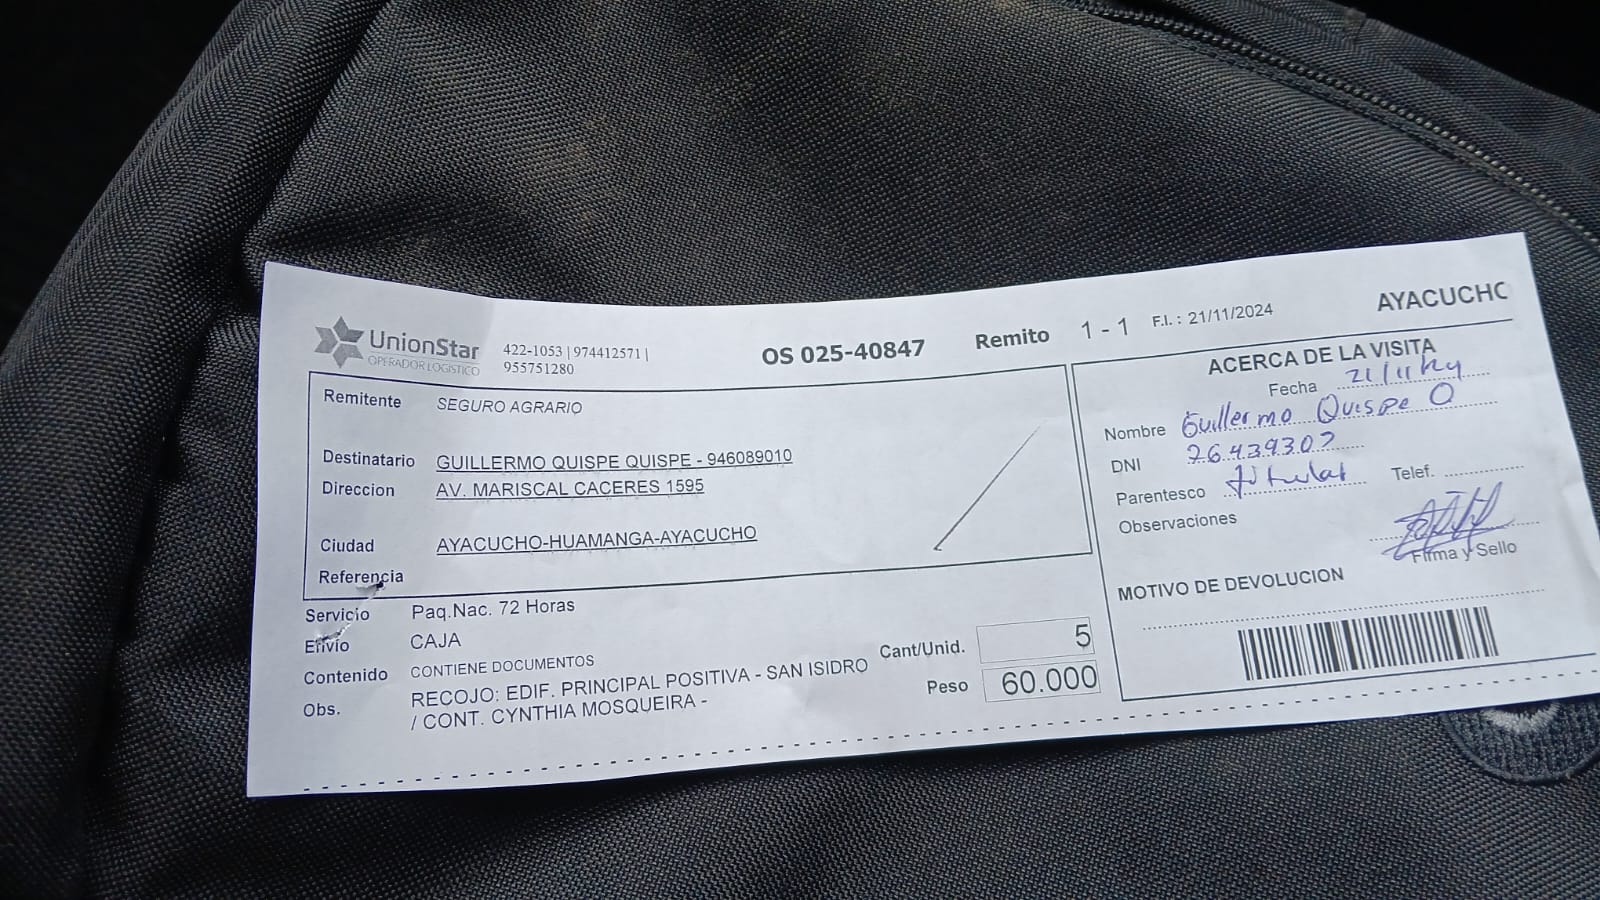 UnionStar
OPERADOR LOGISTICO
422-1053 | 974412571 |
955751280
OS 025-40847
Remito 1 - 1
F.I. : 21/11/2024
AYACUCHO
Remitente SEGURO AGRARIO
Destinatario GUILLERMO QUISPE QUISPE - 946089010
Direccion AV. MARISCAL CACERES 1595
Ciudad AYACUCHO-HUAMANGA-AYACUCHO
Referencia
Servicio Paq.Nac. 72 Horas
Envio CAJA
Contenido CONTIENE DOCUMENTOS
Obs. RECOJO: EDIF. PRINCIPAL POSITIVA - SAN ISIDRO
/ CONT. CYNTHIA MOSQUEIRA -
Cant/Unid. 5
Peso 60.000
ACERCA DE LA VISITA
Fecha 21/11/24
Nombre Guillermo Quispe Q
DNI 26439302
Parentesco titular Telef.
Observaciones
Firma y Sello
MOTIVO DE DEVOLUCION